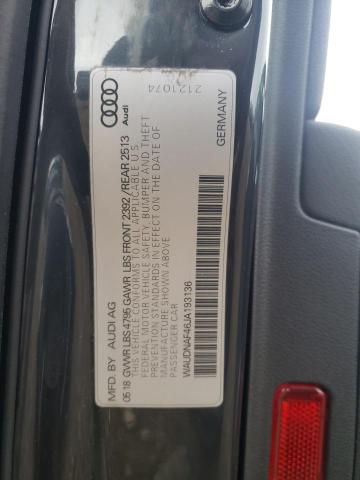 Audi
2121074
MFD. BY AUDI AG
05 18 GVWR LBS 4795 GAWR LBS FRONT 2392 /REAR 2513
THIS VEHICLE CONFORMS TO ALL APPLICABLE US
FEDERAL MOTOR VEHICLE SAFETY, BUMPER, AND THEFT
PREVENTION STANDARDS IN EFFECT ON THE DATE OF
MANUFACTURE SHOWN ABOVE
PASSENGER CAR
WAUDNAF46JA193136
GERMANY